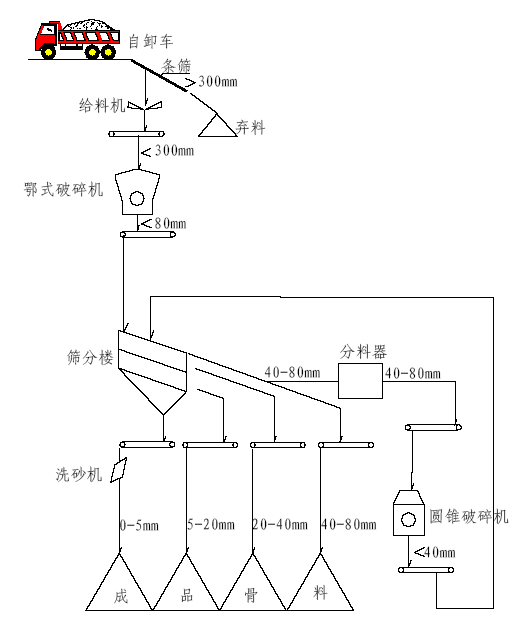 自卸车
条筛
>300mm
给料机
弃料
<300mm
鄂式破碎机
<80mm
筛分楼
分料器
40-80mm
40-80mm
洗砂机
圆锥破碎机
0-5mm
5-20mm
20-40mm
40-80mm
<40mm
成
品
骨
料